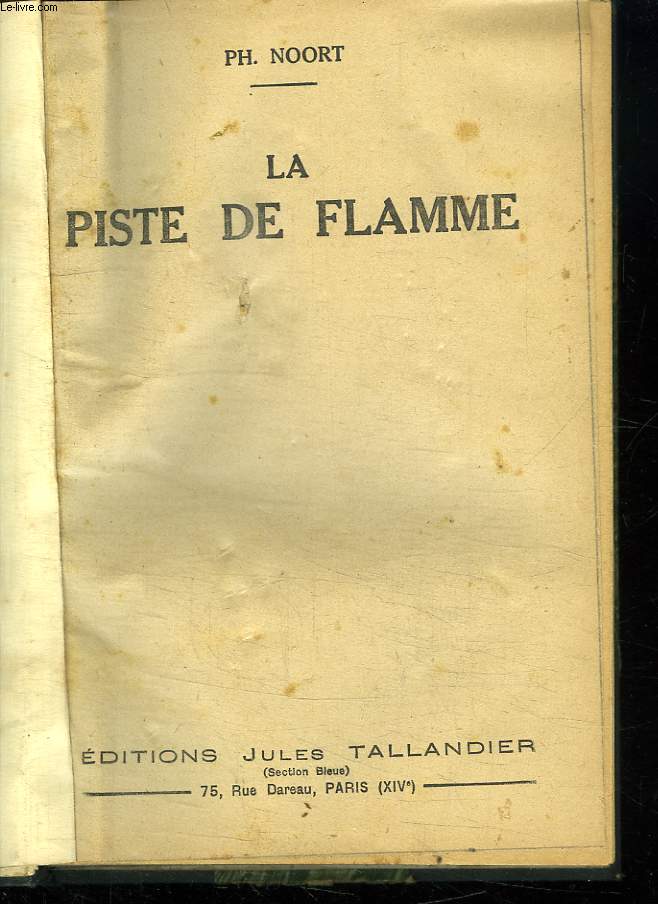 Le-livre.com
PH. NOORT
LA
PISTE DE FLAMME
ÉDITIONS JULES TALLANDIER
(Section Bleue)
75, Rue Dareau, PARIS (XIVe)